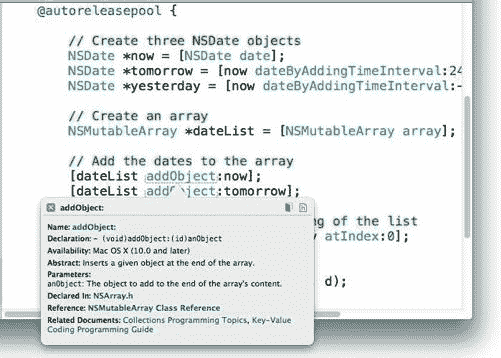 @autoreleasepool {
// Create three NSDate objects
NSDate *now = [NSDate date];
NSDate *tomorrow = [now dateByAddingTimeInterval:24
NSDate *yesterday = [now dateByAddingTimeInterval:-
// Create an array
NSMutableArray *dateList = [NSMutableArray array];
// Add the dates to the array
[dateList addObject:now];
[dateList addObject:tomorrow];
ng of the list
atIndex:0];
d);
addObject:
Name: addObject:
Declaration: - (void)addObject:(id)anObject
Availability: Mac OS X (10.0 and later)
Abstract: Inserts a given object at the end of the array.
Parameters:
anObject: The object to add to the end of the array's content.
Declared In: NSArray.h
Reference: NSMutableArray Class Reference
Related Documents: Collections Programming Topics, Key-Value
Coding Programming Guide